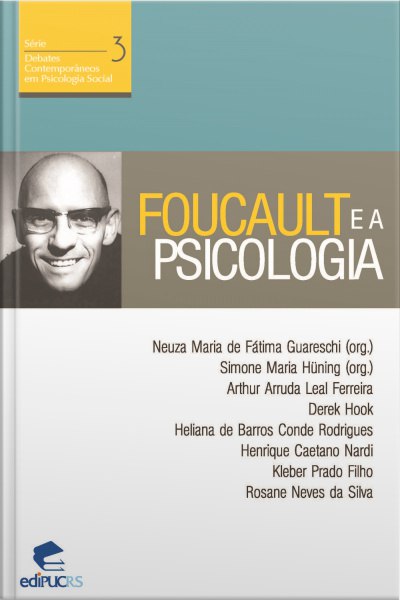 Série
Debates
Contemporâneos
em Psicologia Social
3
FOUCAULT E A
PSICOLOGIA
Neuza Maria de Fátima Guareschi (org.)
Simone Maria Hüning (org.)
Arthur Arruda Leal Ferreira
Derek Hook
Heliana de Barros Conde Rodrigues
Henrique Caetano Nardi
Kleber Prado Filho
Rosane Neves da Silva
ediPUCRS